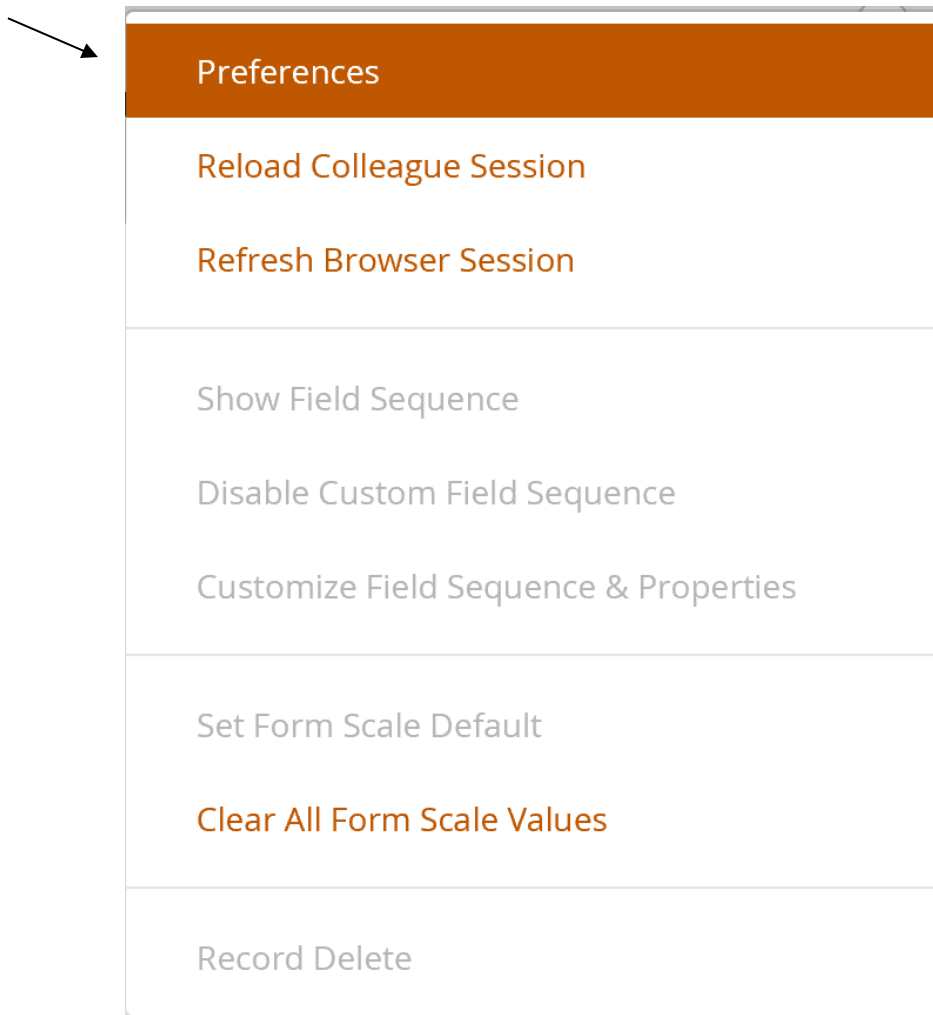 Preferences
Reload Colleague Session
Refresh Browser Session
Show Field Sequence
Disable Custom Field Sequence
Customize Field Sequence & Properties
Set Form Scale Default
Clear All Form Scale Values
Record Delete